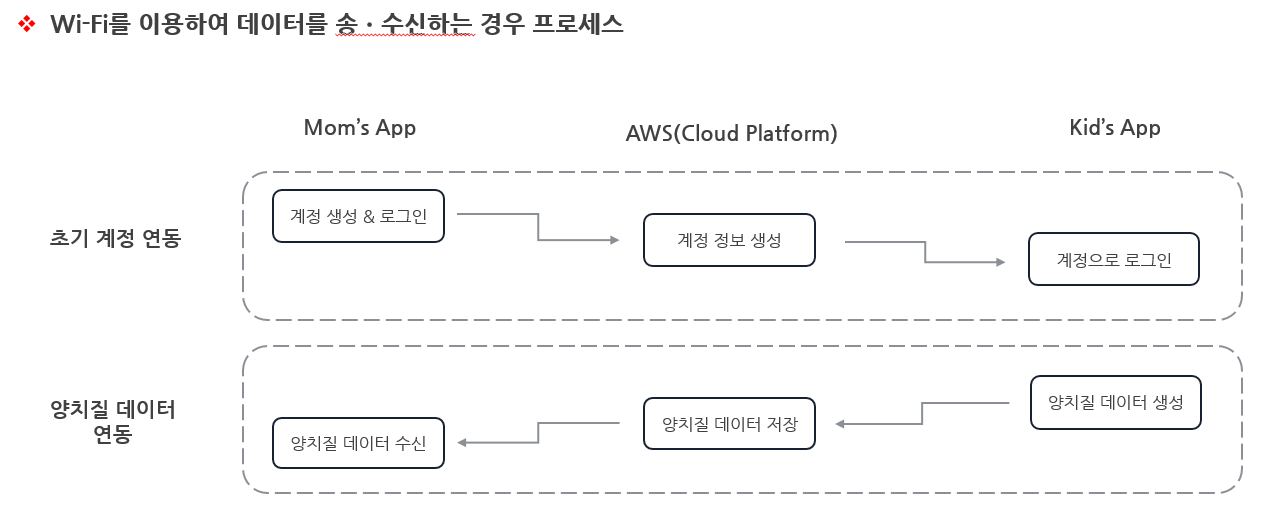 Wi-Fi를 이용하여 데이터를 송 · 수신하는 경우 프로세스
Mom’s App
AWS(Cloud Platform)
Kid’s App
초기 계정 연동
계정 생성 & 로그인
계정 정보 생성
계정으로 로그인
양치질 데이터
연동
양치질 데이터 수신
양치질 데이터 저장
양치질 데이터 생성